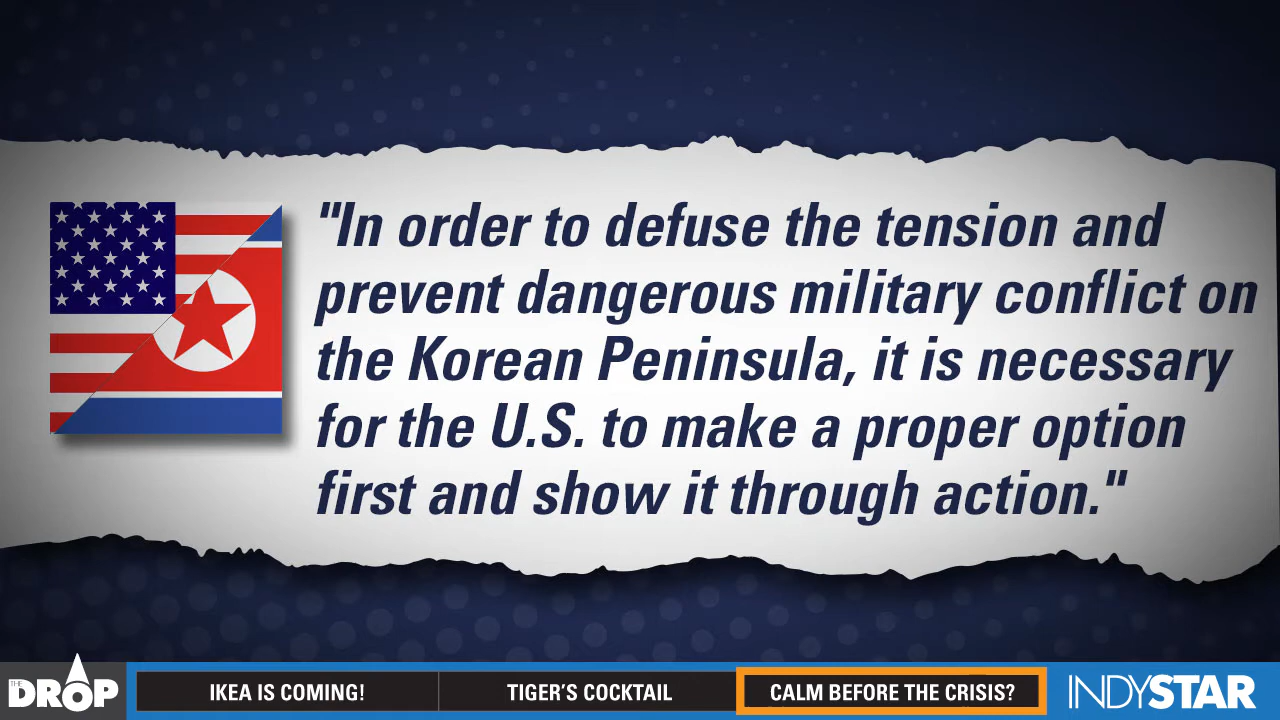 "In order to defuse the tension and
prevent dangerous military conflict on
the Korean Peninsula, it is necessary
for the U.S. to make a proper option
first and show it through action."
THE
DROP
IKEA IS COMING!
TIGER'S COCKTAIL
CALM BEFORE THE CRISIS?
INDYSTAR